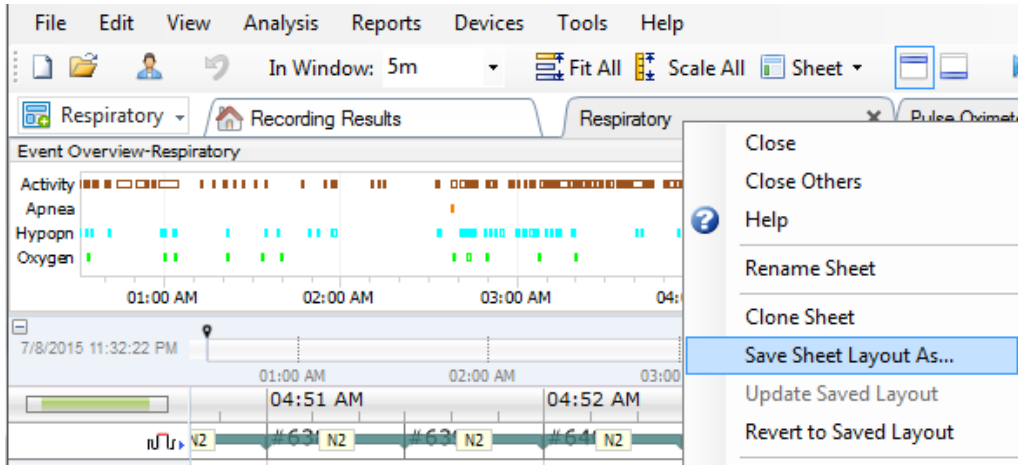 File Edit View Analysis Reports Devices Tools Help
In Window: 5m Fit All Scale All Sheet
Respiratory Recording Results Respiratory Pulse Oximet
Close
Close Others
Help
Rename Sheet
Clone Sheet
Save Sheet Layout As...
Update Saved Layout
Revert to Saved Layout
Event Overview-Respiratory
Activity
Apnea
Hypopn
Oxygen
01:00 AM 02:00 AM 03:00 AM 04:
7/8/2015 11:32:22 PM
01:00 AM 02:00 AM 03:00
04:51 AM 04:52 AM
N2 N2 N2 N2